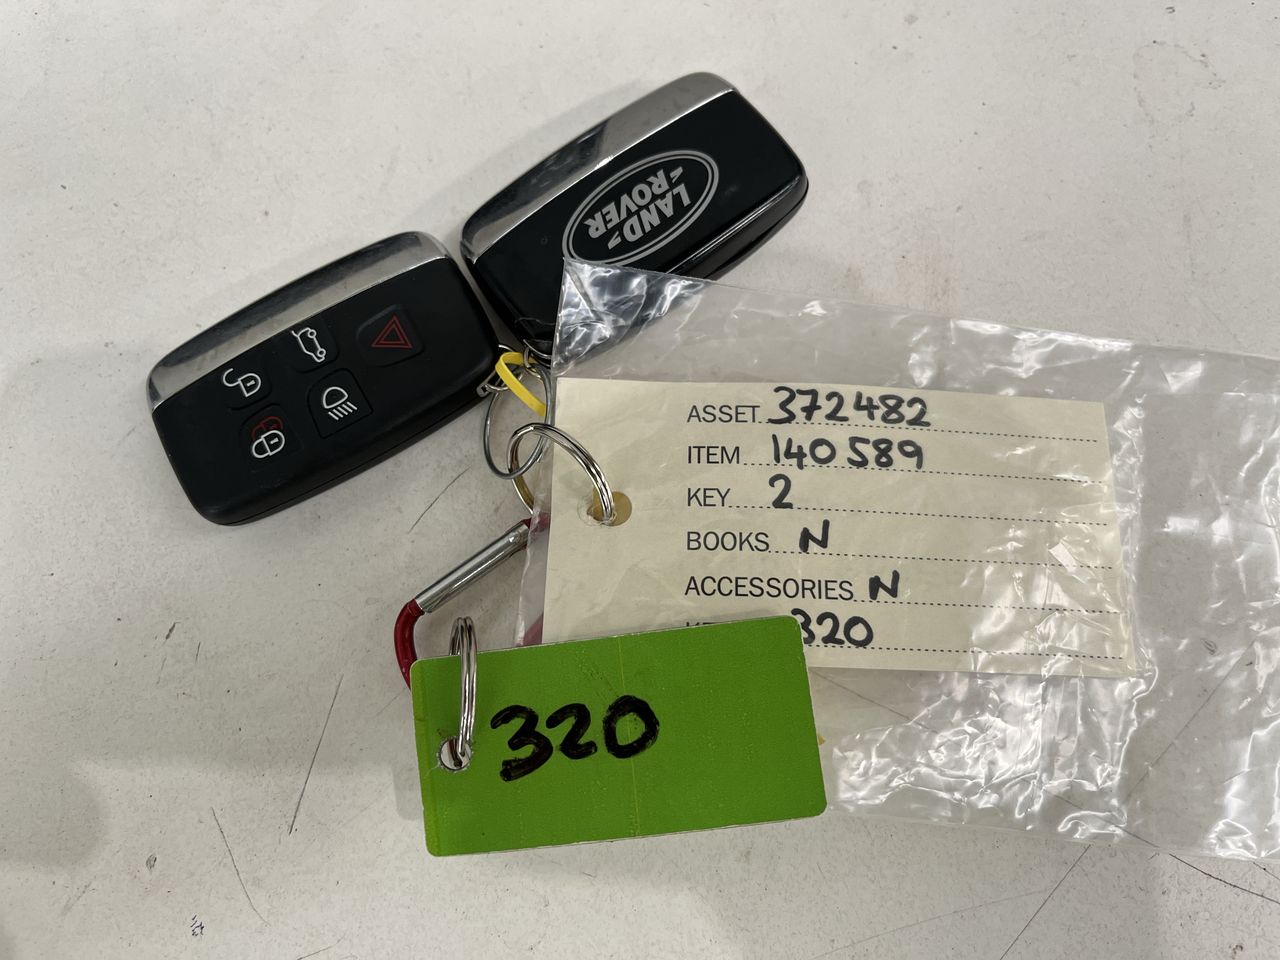 LAND
ROVER
ASSET 372482
ITEM 140589
KEY 2
BOOKS N
ACCESSORIES N
320
320